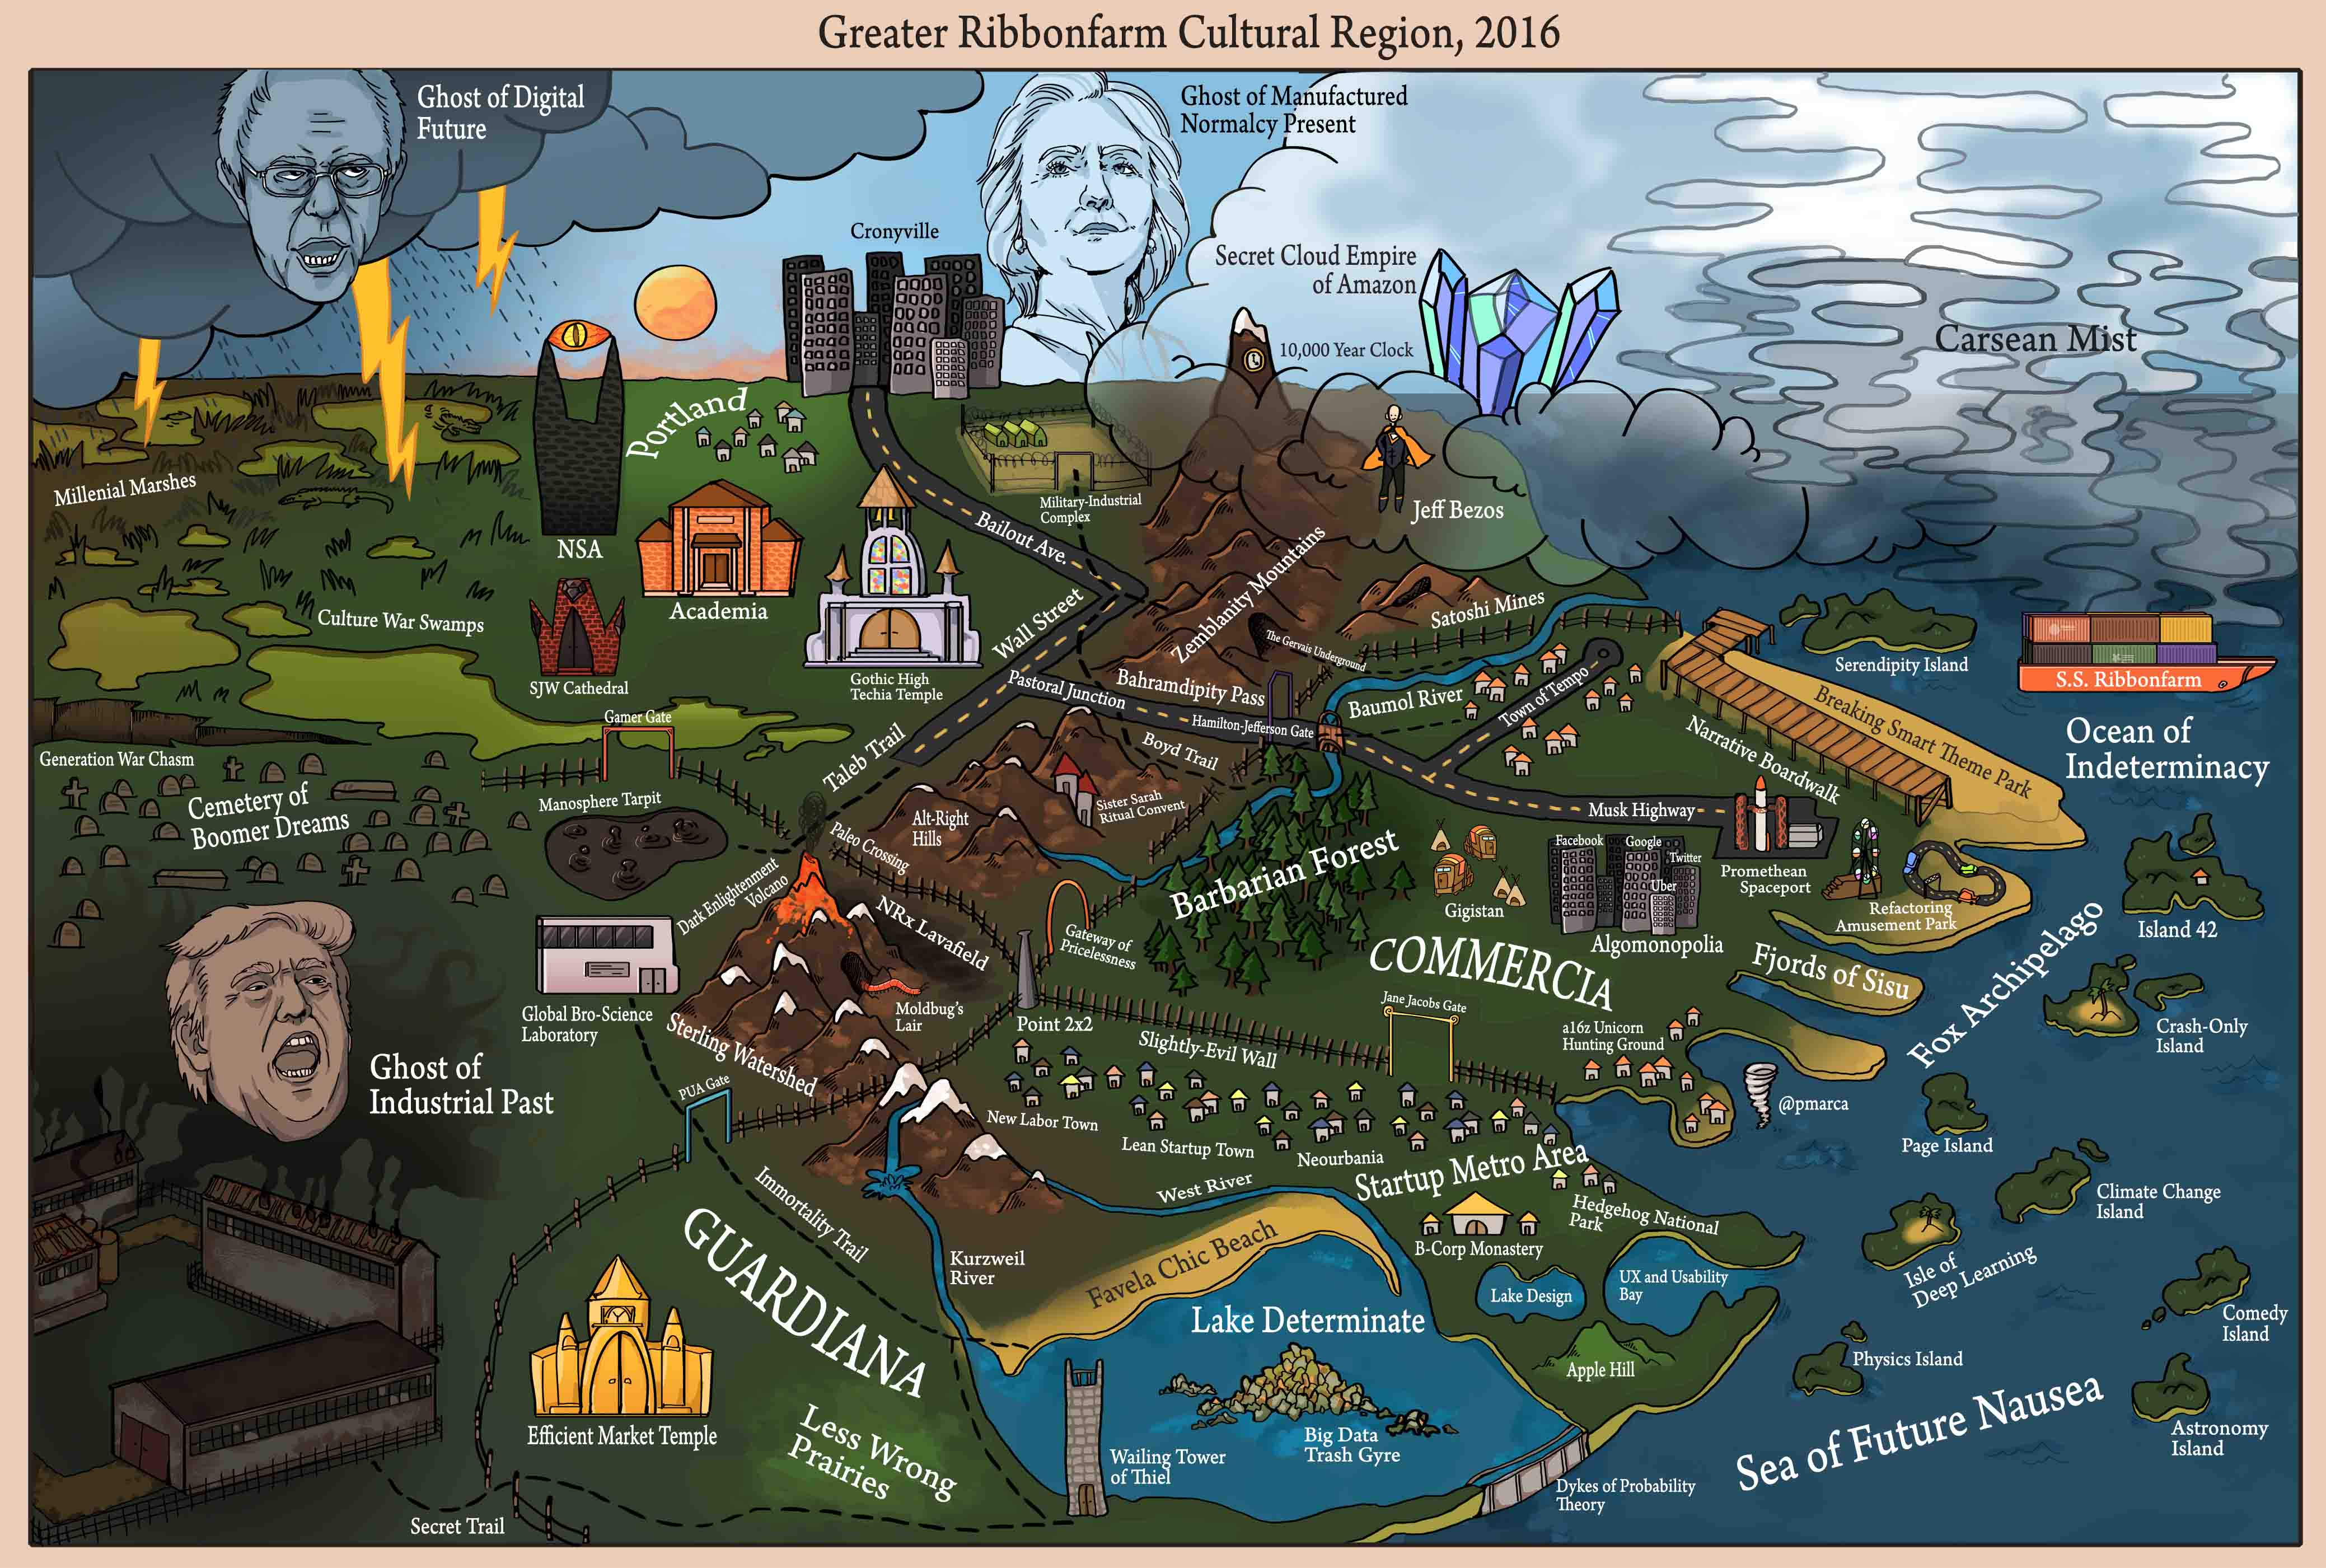 Greater Ribbonfarm Cultural Region, 2016
Ghost of Digital
Future
Ghost of Manufactured
Normalcy Present
Cronyville
Secret Cloud Empire
of Amazon
10,000 Year Clock
Carsean Mist
Portland
Millenial Marshes
NSA
Military-Industrial
Complex
Jeff Bezos
Bailout Ave.
Academia
Culture War Swamps
SJW Cathedral
Gothic High
Techia Temple
Wall Street
Zemblanity Mountains
Satoshi Mines
The Gervais Underground
Serendipity Island
S.S. Ribbonfarm
Pastoral Junction
Bahramdipity Pass
Hamilton-Jefferson Gate
Baumol River
Town of Tempo
Breaking Smart Theme Park
Narrative Boardwalk
Ocean of
Indeterminacy
Gamer Gate
Generation War Chasm
Taleb Trail
Boyd Trail
Cemetery of
Boomer Dreams
Manosphere Tarpit
Alt-Right
Hills
Sister Sarah
Ritual Convent
Musk Highway
Paleo Crossing
Barbarian Forest
Facebook
Google
Twitter
Uber
Promethean
Spaceport
Gigistan
Algomonopolia
Refactoring
Amusement Park
Island 42
Dark Enlightenment
Volcano
NRx Lavafield
Gateway of
Pricelessness
COMMERCIA
Fjords of Sisu
Fox Archipelago
Global Bro-Science
Laboratory
Moldbug's
Lair
Point 2x2
Jane Jacobs Gate
a16z Unicorn
Hunting Ground
Crash-Only
Island
Sterling Watershed
Slightly-Evil Wall
Ghost of
Industrial Past
PUA Gate
New Labor Town
Lean Startup Town
Neourbania
@pmarca
Page Island
Startup Metro Area
Immortality Trail
West River
Hedgehog National
Park
Climate Change
Island
GUARDIANA
Kurzweil
River
Favela Chic Beach
B-Corp Monastery
Lake Design
UX and Usability
Bay
Isle of
Deep Learning
Comedy
Island
Lake Determinate
Apple Hill
Physics Island
Efficient Market Temple
Less Wrong
Prairies
Wailing Tower
of Thiel
Big Data
Trash Gyre
Dykes of Probability
Theory
Sea of Future Nausea
Astronomy
Island
Secret Trail